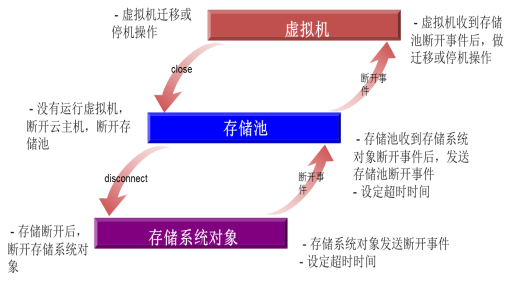 - 虚拟机迁移或
停机操作
虚拟机
- 虚拟机收到存储
池断开事件后，做
迁移或停机操作
close
断开事
件
- 没有运行虚拟机，
断开云主机，断开存
储池
存储池
- 存储池收到存储系统
对象断开事件后，发送
存储池断开事件
- 设定超时时间
disconnect
断开事
件
- 存储断开后，
断开存储系统对
象
存储系统对象
- 存储系统对象发送断开事件
- 设定超时时间